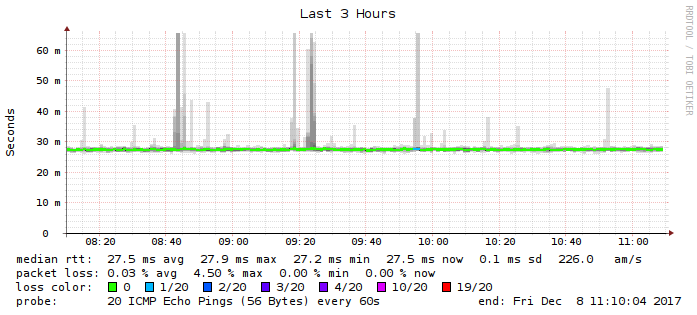 Last 3 Hours
RRDTOOL / TOBI OETIKER
Seconds
60 m
50 m
40 m
30 m
20 m
10 m
0
08:20 08:40 09:00 09:20 09:40 10:00 10:20 10:40 11:00
median rtt: 27.5 ms avg 27.9 ms max 27.2 ms min 27.5 ms now 0.1 ms sd 226.0 am/s
packet loss: 0.03 % avg 4.50 % max 0.00 % min 0.00 % now
loss color: 0 1/20 2/20 3/20 4/20 10/20 19/20
probe: 20 ICMP Echo Pings (56 Bytes) every 60s end: Fri Dec 8 11:10:04 2017